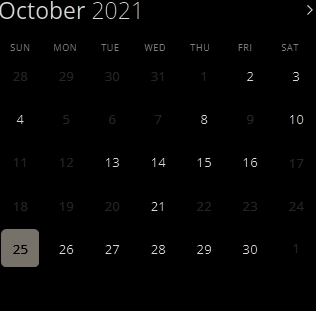 October 2021
SUN MON TUE WED THU FRI SAT
28 29 30 31 1 2 3
4 5 6 7 8 9 10
11 12 13 14 15 16 17
18 19 20 21 22 23 24
25 26 27 28 29 30 1